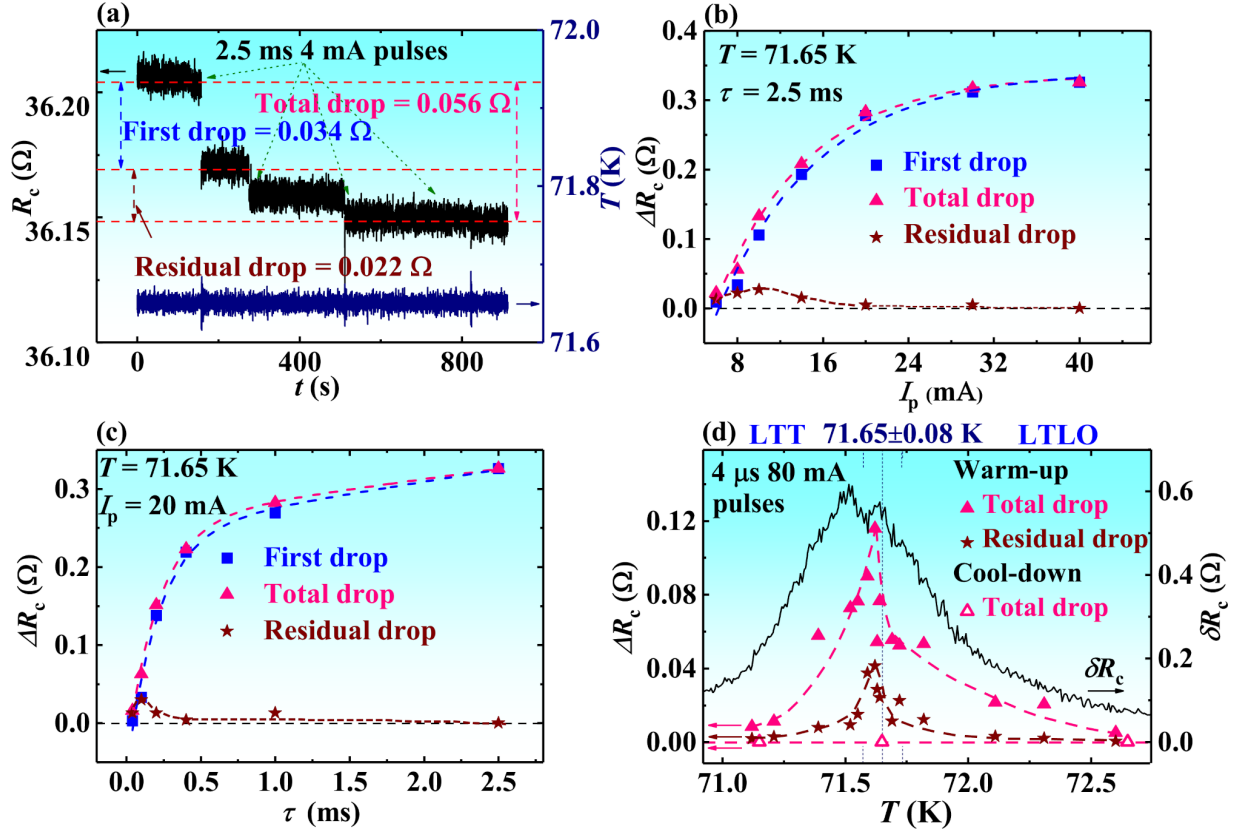 (a)
72.0
2.5 ms 4 mA pulses
36.20
Total drop = 0.056 Ω
First drop = 0.034 Ω
R_c (Ω)
T (K)
71.8
36.15
Residual drop = 0.022 Ω
36.10
71.6
0
400
800
t (s)
(b)
0.4
T = 71.65 K
τ = 2.5 ms
0.3
ΔR_c (Ω)
0.2
First drop
Total drop
Residual drop
0.1
0.0
8
16
24
32
40
I_p (mA)
(c)
T = 71.65 K
0.3
I_p = 20 mA
ΔR_c (Ω)
0.2
First drop
Total drop
Residual drop
0.1
0.0
0.0
0.5
1.0
1.5
2.0
2.5
τ (ms)
(d)
LTT 71.65±0.08 K LTLO
4 μs 80 mA
pulses
Warm-up
Total drop
Residual drop
Cool-down
Total drop
0.12
0.08
0.04
0.00
ΔR_c (Ω)
0.6
0.4
0.2
0.0
δR_c (Ω)
δR_c
71.0
71.5
72.0
72.5
T (K)